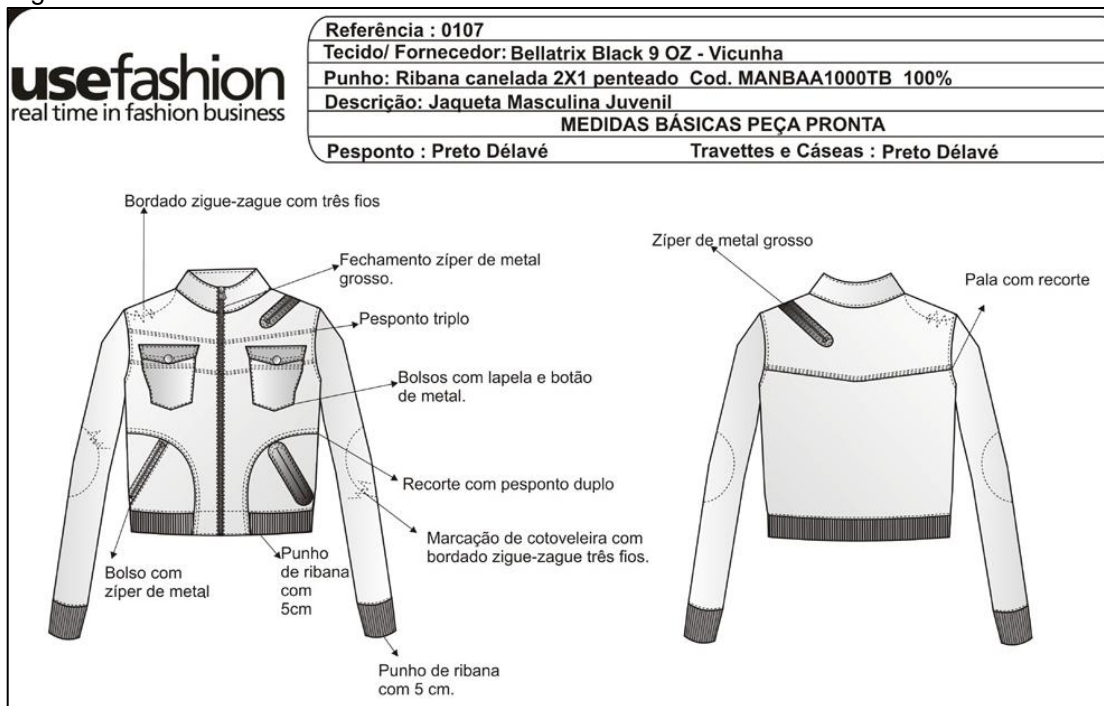 usefashion
real time in fashion business
Referência : 0107
Tecido/ Fornecedor: Bellatrix Black 9 OZ - Vicunha
Punho: Ribana canelada 2X1 penteado Cod. MANBAA1000TB 100%
Descrição: Jaqueta Masculina Juvenil
MEDIDAS BÁSICAS PEÇA PRONTA
Pesponto : Preto Délavé Travettes e Cáseas : Preto Délavé
Bordado zigue-zague com três fios
Fechamento zíper de metal
grosso.
Pesponto triplo
Bolsos com lapela e botão
de metal.
Recorte com pesponto duplo
Marcação de cotoveleira com
bordado zigue-zague três fios.
Bolso com
zíper de metal
Punho
de ribana
com
5cm
Punho de ribana
com 5 cm.
Zíper de metal grosso
Pala com recorte